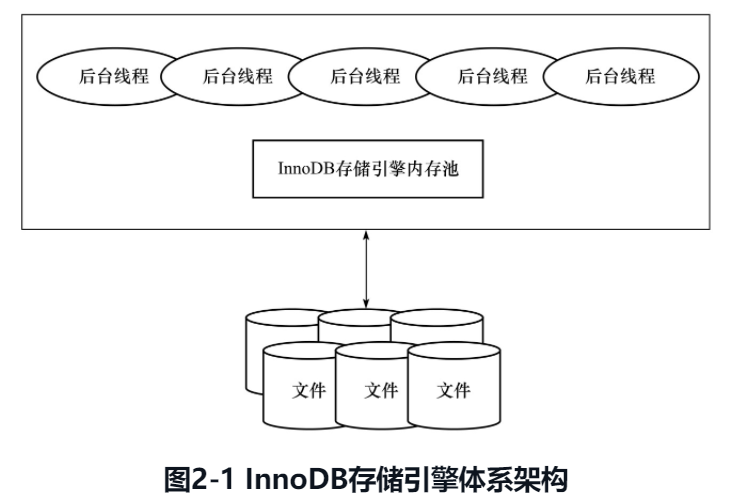 后台线程 后台线程 后台线程 后台线程 后台线程
InnoDB存储引擎内存池
文件 文件 文件
图2-1 InnoDB存储引擎体系架构